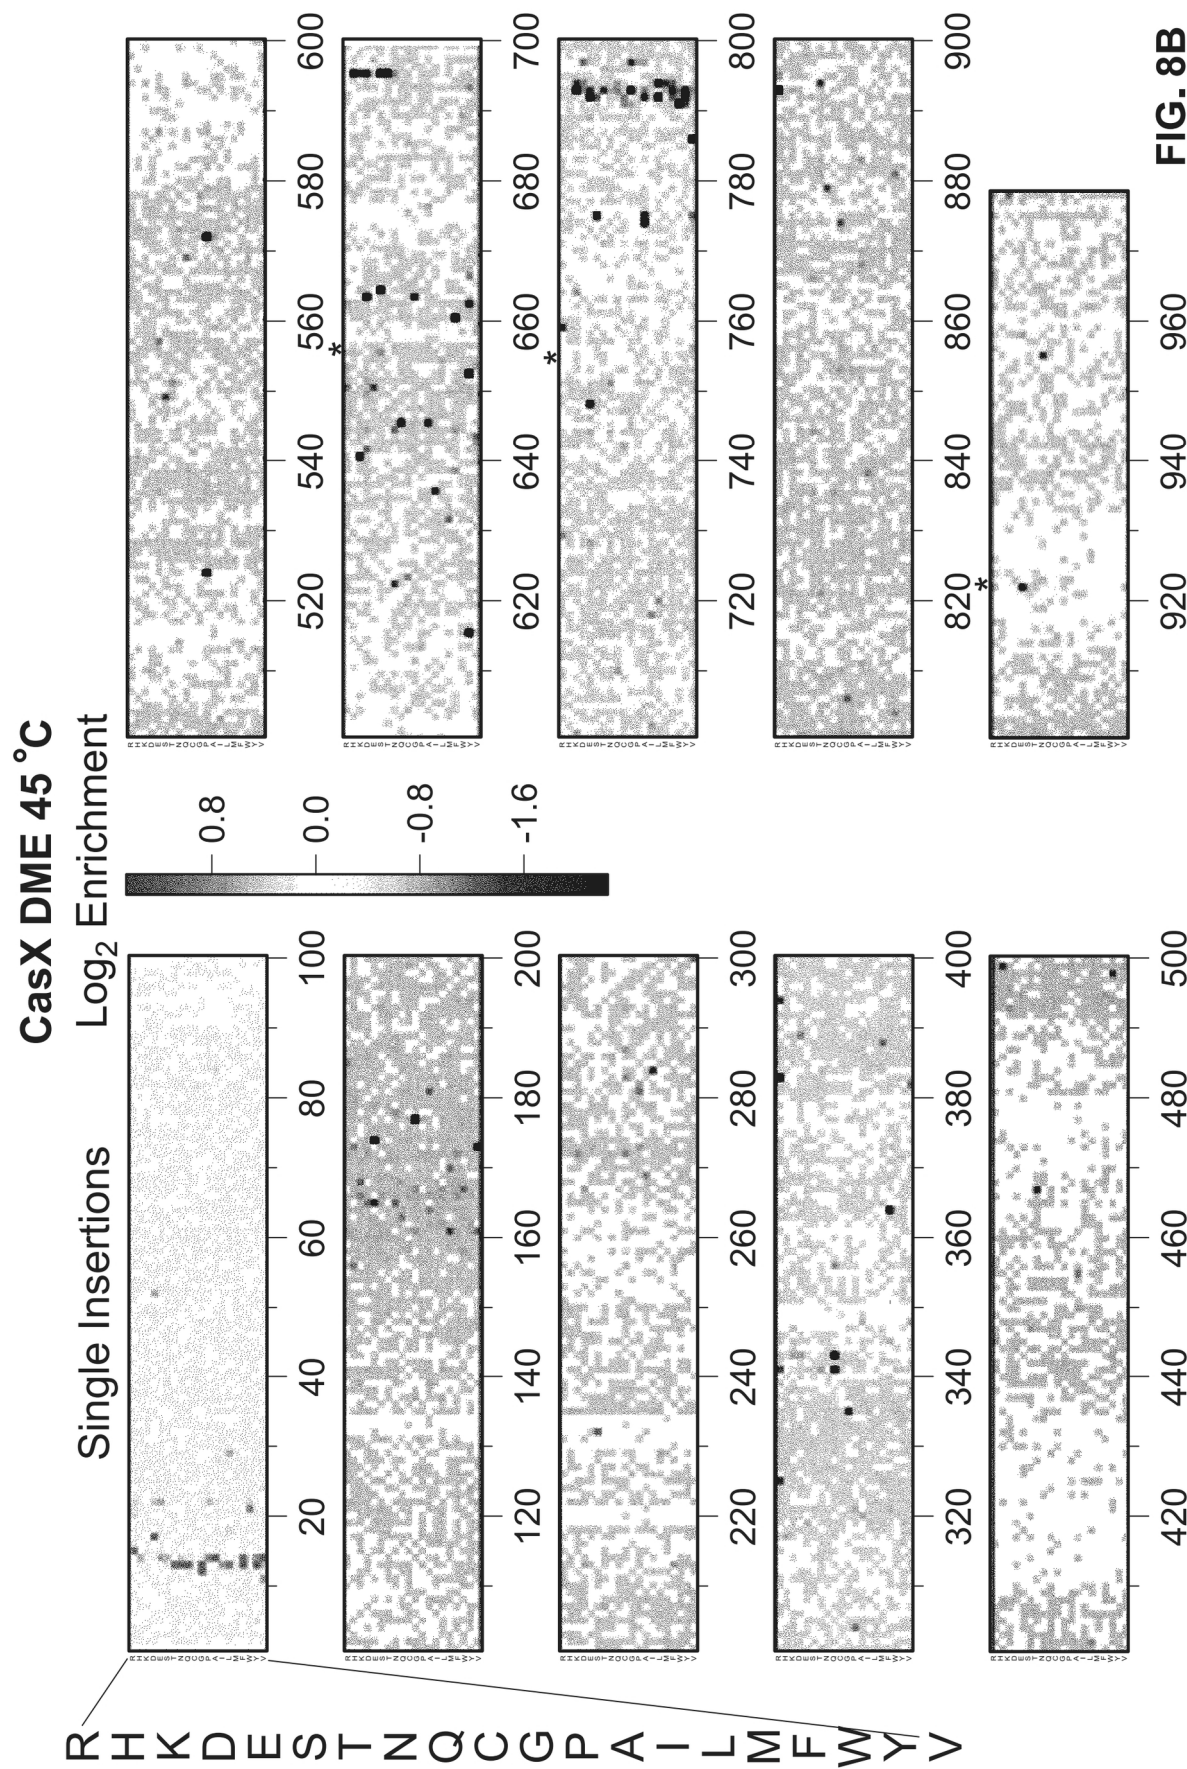 CasX DME 45 °C
Single Insertions
Log2 Enrichment
0.8
0.0
-0.8
-1.6
R H K D E S T N Q C G P A I L M F W Y V
R H K D E S T N Q C G P A I L M F W Y V
20 40 60 80 100
R H K D E S T N Q C G P A I L M F W Y V
120 140 160 180 200
R H K D E S T N Q C G P A I L M F W Y V
220 240 260 280 300
R H K D E S T N Q C G P A I L M F W Y V
320 340 360 380 400
R H K D E S T N Q C G P A I L M F W Y V
420 440 460 480 500
R H K D E S T N Q C G P A I L M F W Y V
520 540 560 580 600
*
R H K D E S T N Q C G P A I L M F W Y V
620 640 660 680 700
*
R H K D E S T N Q C G P A I L M F W Y V
720 740 760 780 800
R H K D E S T N Q C G P A I L M F W Y V
820 840 860 880 900
*
R H K D E S T N Q C G P A I L M F W Y V
920 940 960
FIG. 8B